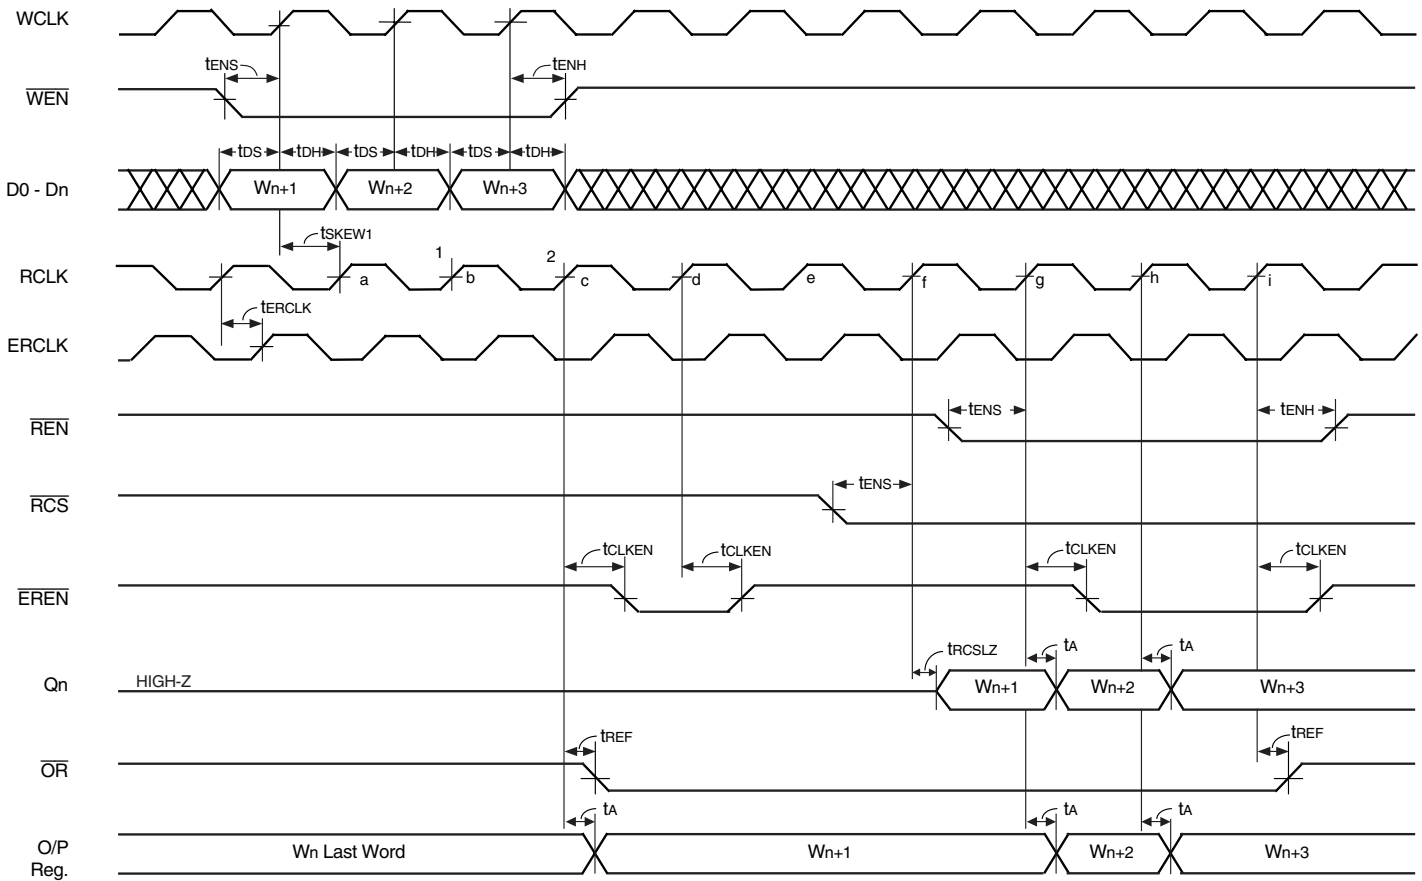 WCLK
tENS tENH
WEN
tDS tDH tDS tDH tDS tDH
D0 - Dn Wn+1 Wn+2 Wn+3
tSKEW1
1 2
RCLK a b c d e f g h i
tERCLK
ERCLK
tENS tENH
REN
tENS
RCS
tCLKEN tCLKEN tCLKEN tCLKEN
EREN
tRCSLZ tA tA
Qn HIGH-Z Wn+1 Wn+2 Wn+3
tREF tREF
OR
tA tA tA
O/P Wn Last Word Wn+1 Wn+2 Wn+3
Reg.